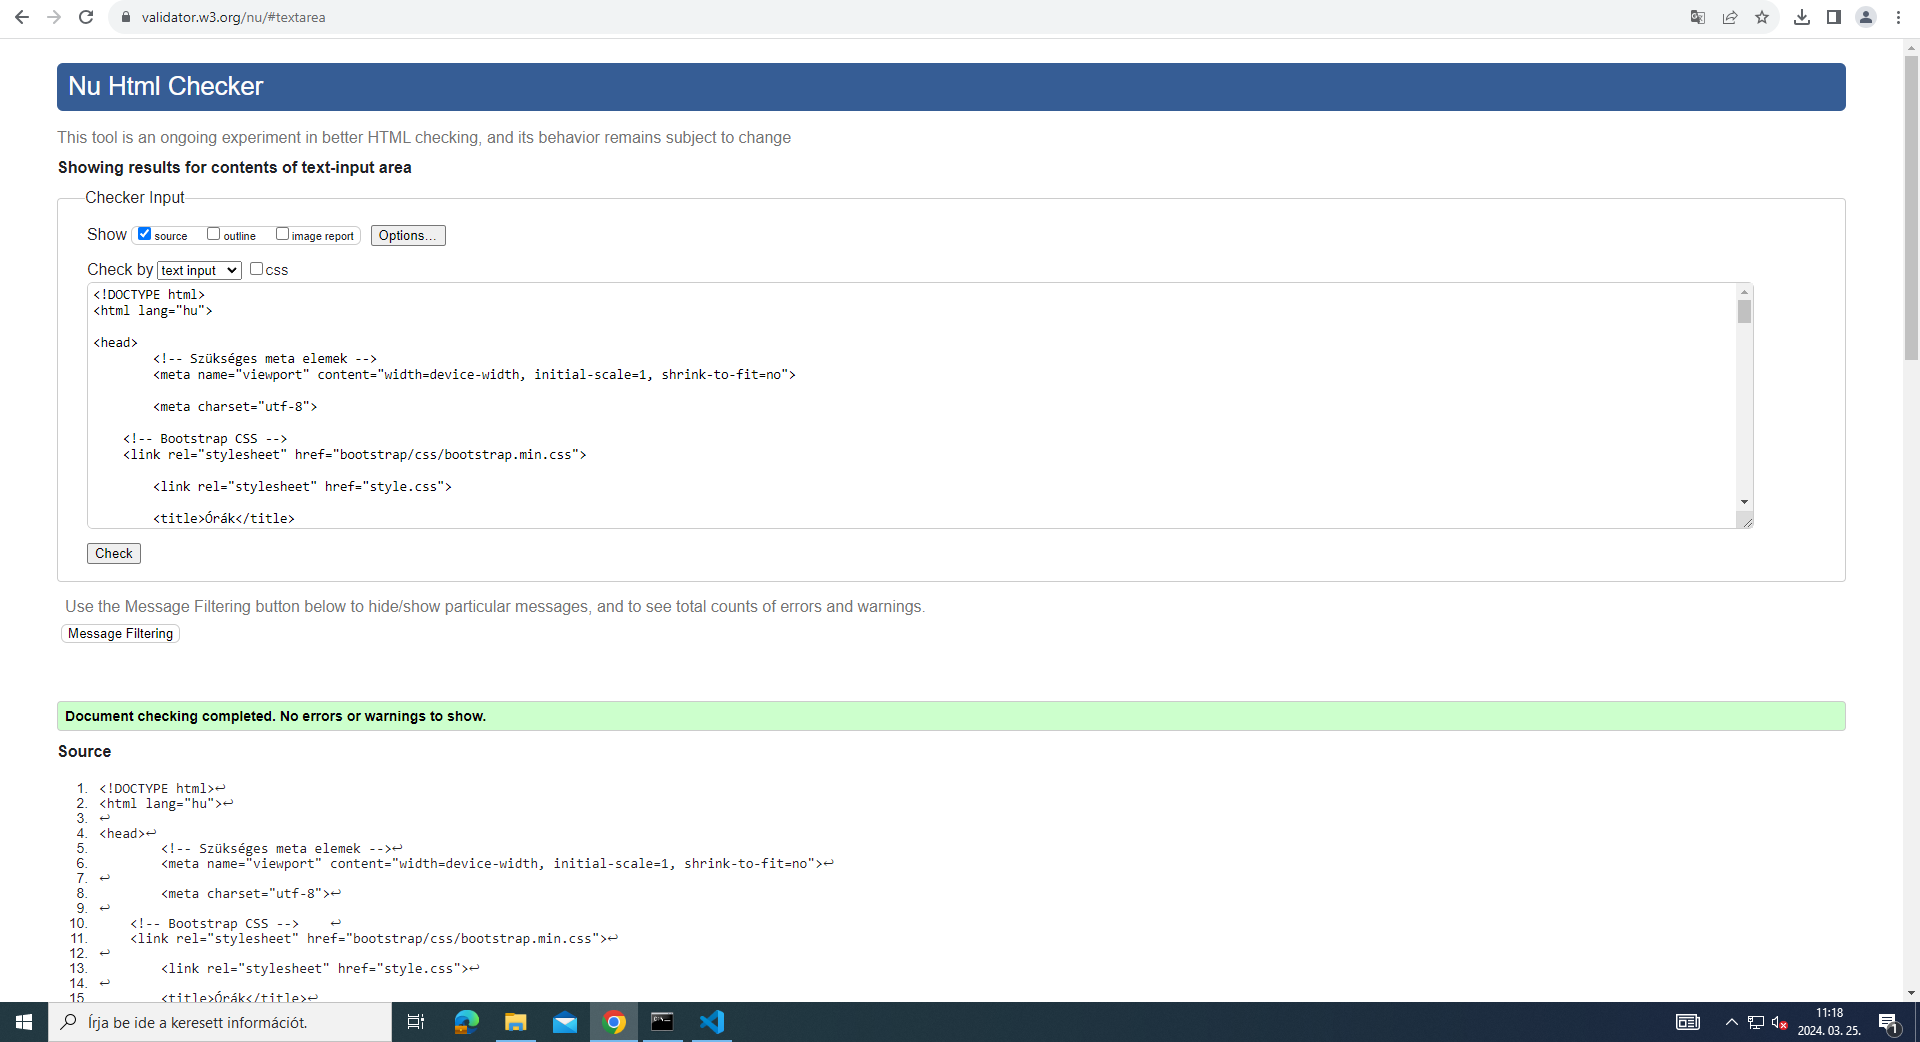 validator.w3.org/nu/#textarea
Nu Html Checker
This tool is an ongoing experiment in better HTML checking, and its behavior remains subject to change
Showing results for contents of text-input area
Checker Input
Show source outline image report Options...
Check by text input css
<!DOCTYPE html>
<html lang="hu">
<head>
<!-- Szükséges meta elemek -->
<meta name="viewport" content="width=device-width, initial-scale=1, shrink-to-fit=no">
<meta charset="utf-8">
<!-- Bootstrap CSS -->
<link rel="stylesheet" href="bootstrap/css/bootstrap.min.css">
<link rel="stylesheet" href="style.css">
<title>Órák</title>
Check
Use the Message Filtering button below to hide/show particular messages, and to see total counts of errors and warnings.
Message Filtering
Document checking completed. No errors or warnings to show.
Source
1. <!DOCTYPE html>↩
2. <html lang="hu">↩
3. ↩
4. <head>↩
5. <!-- Szükséges meta elemek -->↩
6. <meta name="viewport" content="width=device-width, initial-scale=1, shrink-to-fit=no">↩
7. ↩
8. <meta charset="utf-8">↩
9. ↩
10. <!-- Bootstrap CSS --> ↩
11. <link rel="stylesheet" href="bootstrap/css/bootstrap.min.css">↩
12. ↩
13. <link rel="stylesheet" href="style.css">↩
14. ↩
15. <title>Órák</title>↩
Írja be ide a keresett információt.
11:18
2024. 03. 25.
1